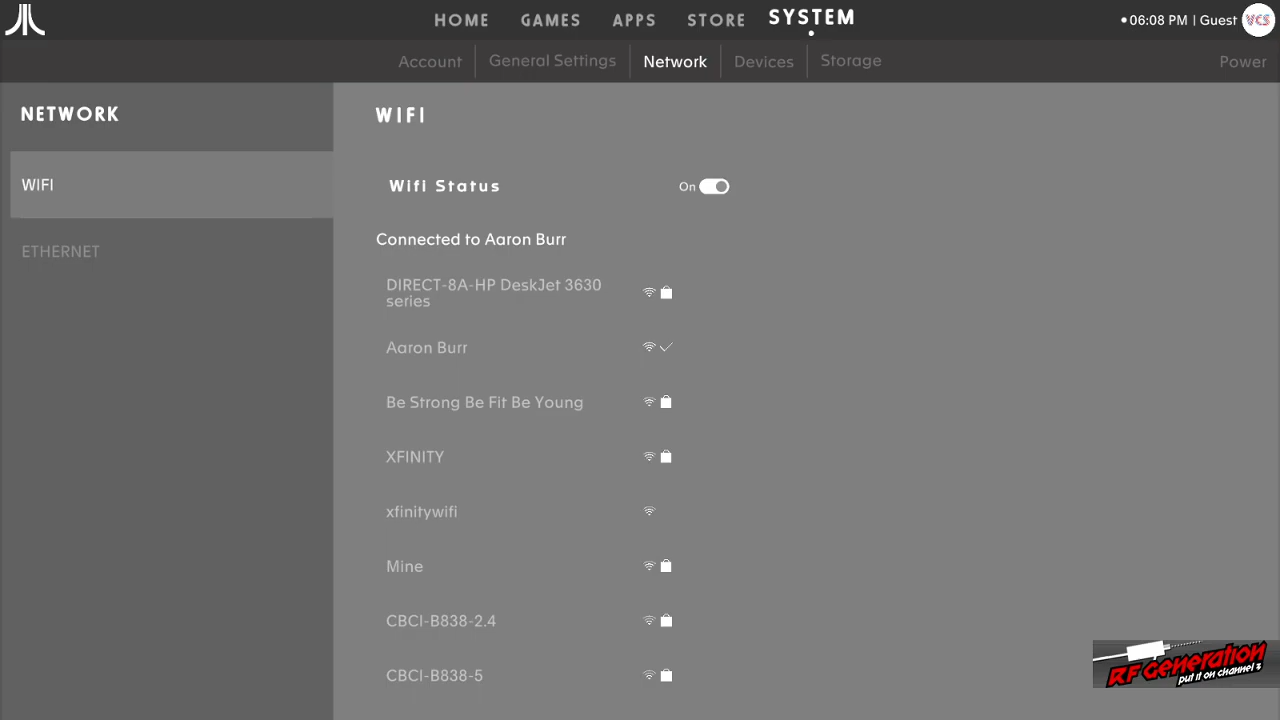 HOME GAMES APPS STORE SYSTEM
06:08 PM | Guest VCS
Account General Settings Network Devices Storage Power
NETWORK
WIFI
ETHERNET
WIFI
Wifi Status On
Connected to Aaron Burr
DIRECT-8A-HP DeskJet 3630
series
Aaron Burr
Be Strong Be Fit Be Young
XFINITY
xfinitywifi
Mine
CBCI-B838-2.4
CBCI-B838-5
RF Generation
put it on channel 3